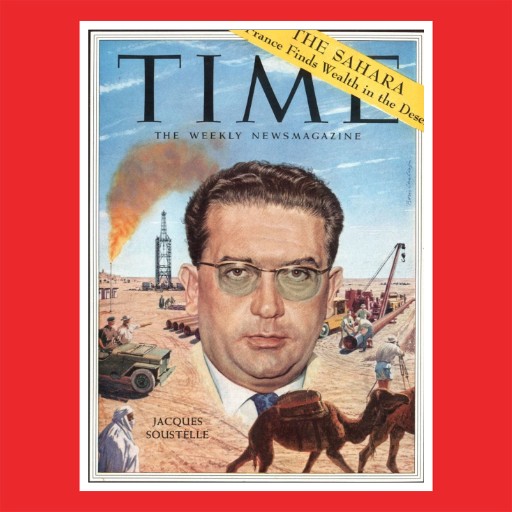 THE SAHARA
France Finds Wealth in the Dese
TIME
THE WEEKLY NEWSMAGAZINE
JACQUES
SOUSTELLE